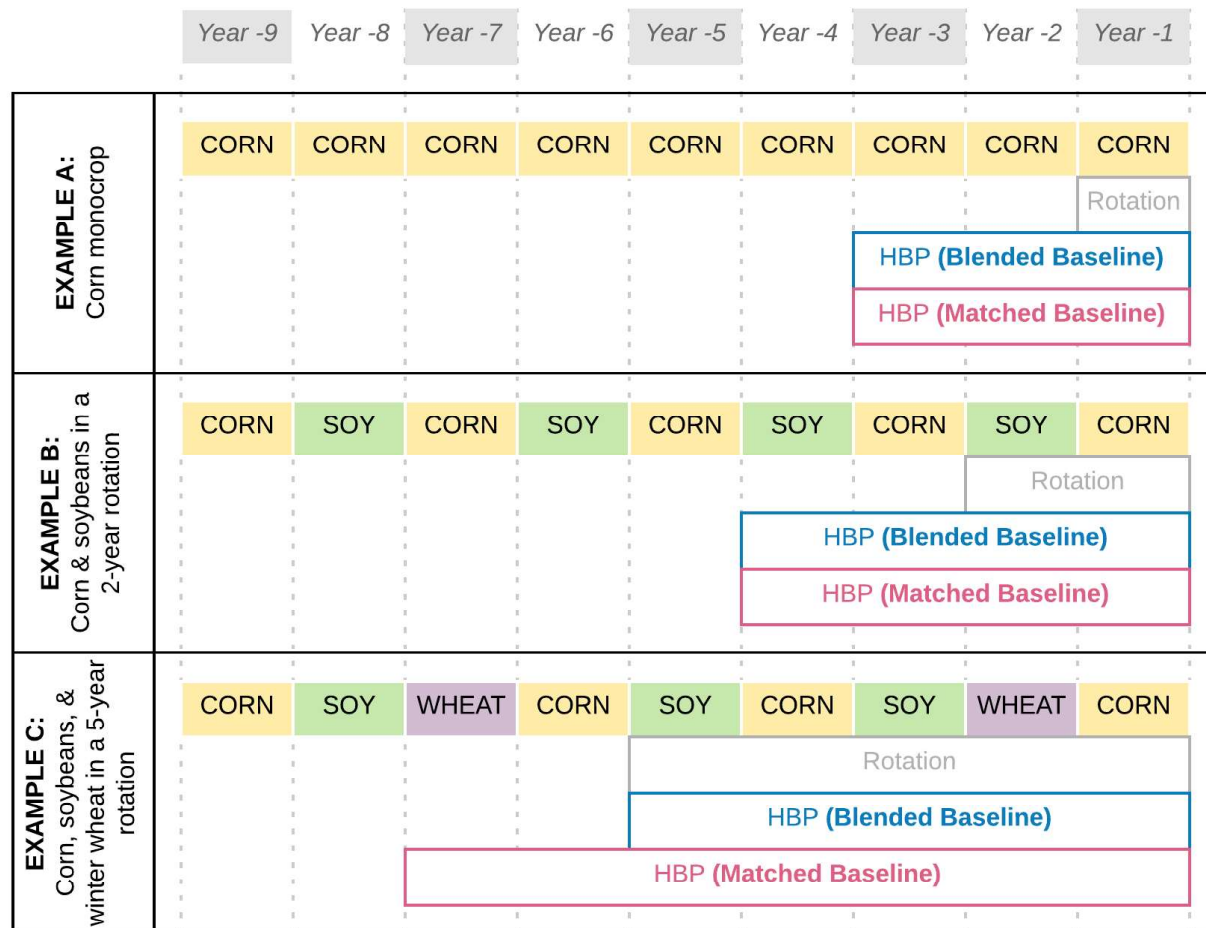 Year -9 Year -8 Year -7 Year -6 Year -5 Year -4 Year -3 Year -2 Year -1
EXAMPLE A:
Corn monocrop
CORN CORN CORN CORN CORN CORN CORN CORN CORN
Rotation
HBP (Blended Baseline)
HBP (Matched Baseline)
EXAMPLE B:
Corn & soybeans in a
2-year rotation
CORN SOY CORN SOY CORN SOY CORN SOY CORN
Rotation
HBP (Blended Baseline)
HBP (Matched Baseline)
EXAMPLE C:
Corn, soybeans, &
winter wheat in a 5-year
rotation
CORN SOY WHEAT CORN SOY CORN SOY WHEAT CORN
Rotation
HBP (Blended Baseline)
HBP (Matched Baseline)